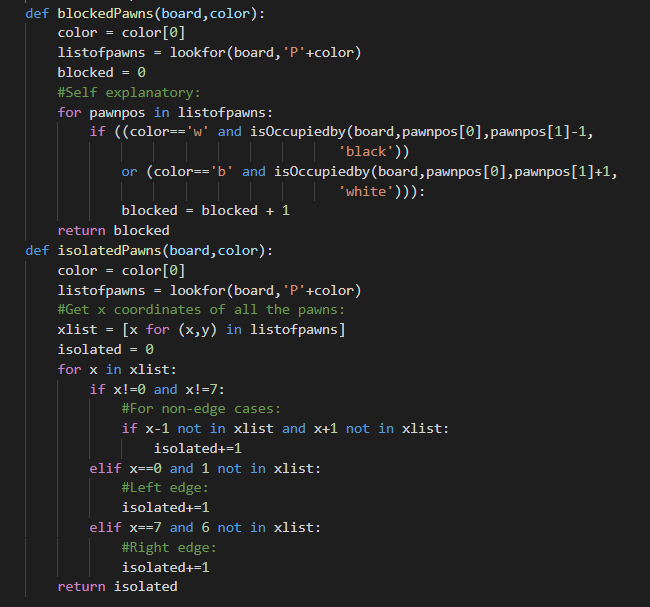 def blockedPawns(board,color):
    color = color[0]
    listofpawns = lookfor(board,'P'+color)
    blocked = 0
    #Self explanatory:
    for pawnpos in listofpawns:
        if ((color=='w' and isOccupiedby(board,pawnpos[0],pawnpos[1]-1,
                                       'black'))
            or (color=='b' and isOccupiedby(board,pawnpos[0],pawnpos[1]+1,
                                       'white'))):
            blocked = blocked + 1
    return blocked
def isolatedPawns(board,color):
    color = color[0]
    listofpawns = lookfor(board,'P'+color)
    #Get x coordinates of all the pawns:
    xlist = [x for (x,y) in listofpawns]
    isolated = 0
    for x in xlist:
        if x!=0 and x!=7:
            #For non-edge cases:
            if x-1 not in xlist and x+1 not in xlist:
                isolated+=1
        elif x==0 and 1 not in xlist:
            #Left edge:
            isolated+=1
        elif x==7 and 6 not in xlist:
            #Right edge:
            isolated+=1
    return isolated